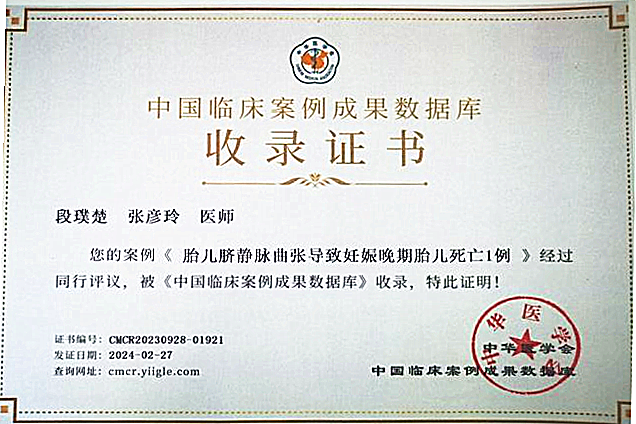 中国临床案例成果数据库
收录证书
段璞楚 张彦玲 医师
您的案例《 胎儿脐静脉曲张导致妊娠晚期胎儿死亡1例 》经过
同行评议，被《中国临床案例成果数据库》收录，特此证明！
证书编号：CMCR20230928-01921
发证日期：2024-02-27
查询网址：cmcr.yiigle.com
中华医学会
中华医学会
中国临床案例成果数据库